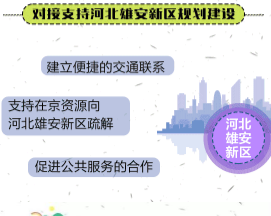 对接支持河北雄安新区规划建设
建立便捷的交通联系
支持在京资源向
河北雄安新区疏解
促进公共服务的合作
河北
雄安
新区